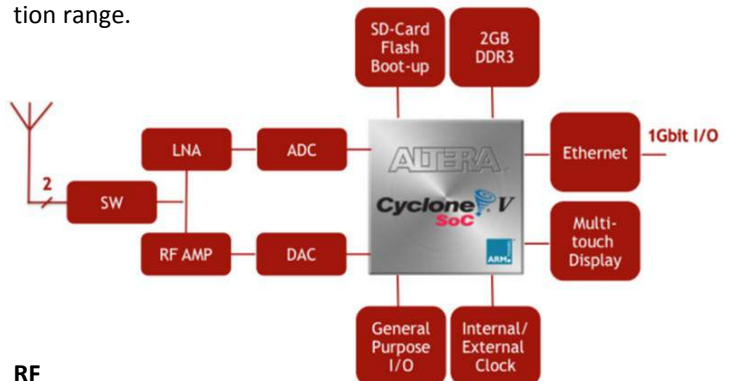 tion range.
SD-Card
Flash
Boot-up
2GB
DDR3
LNA
ADC
ALTERA
Ethernet
1Gbit I/O
2
SW
Cyclone V
SoC
Multi-
touch
Display
RF AMP
DAC
ARM
General
Purpose
I/O
Internal/
External
Clock
RF